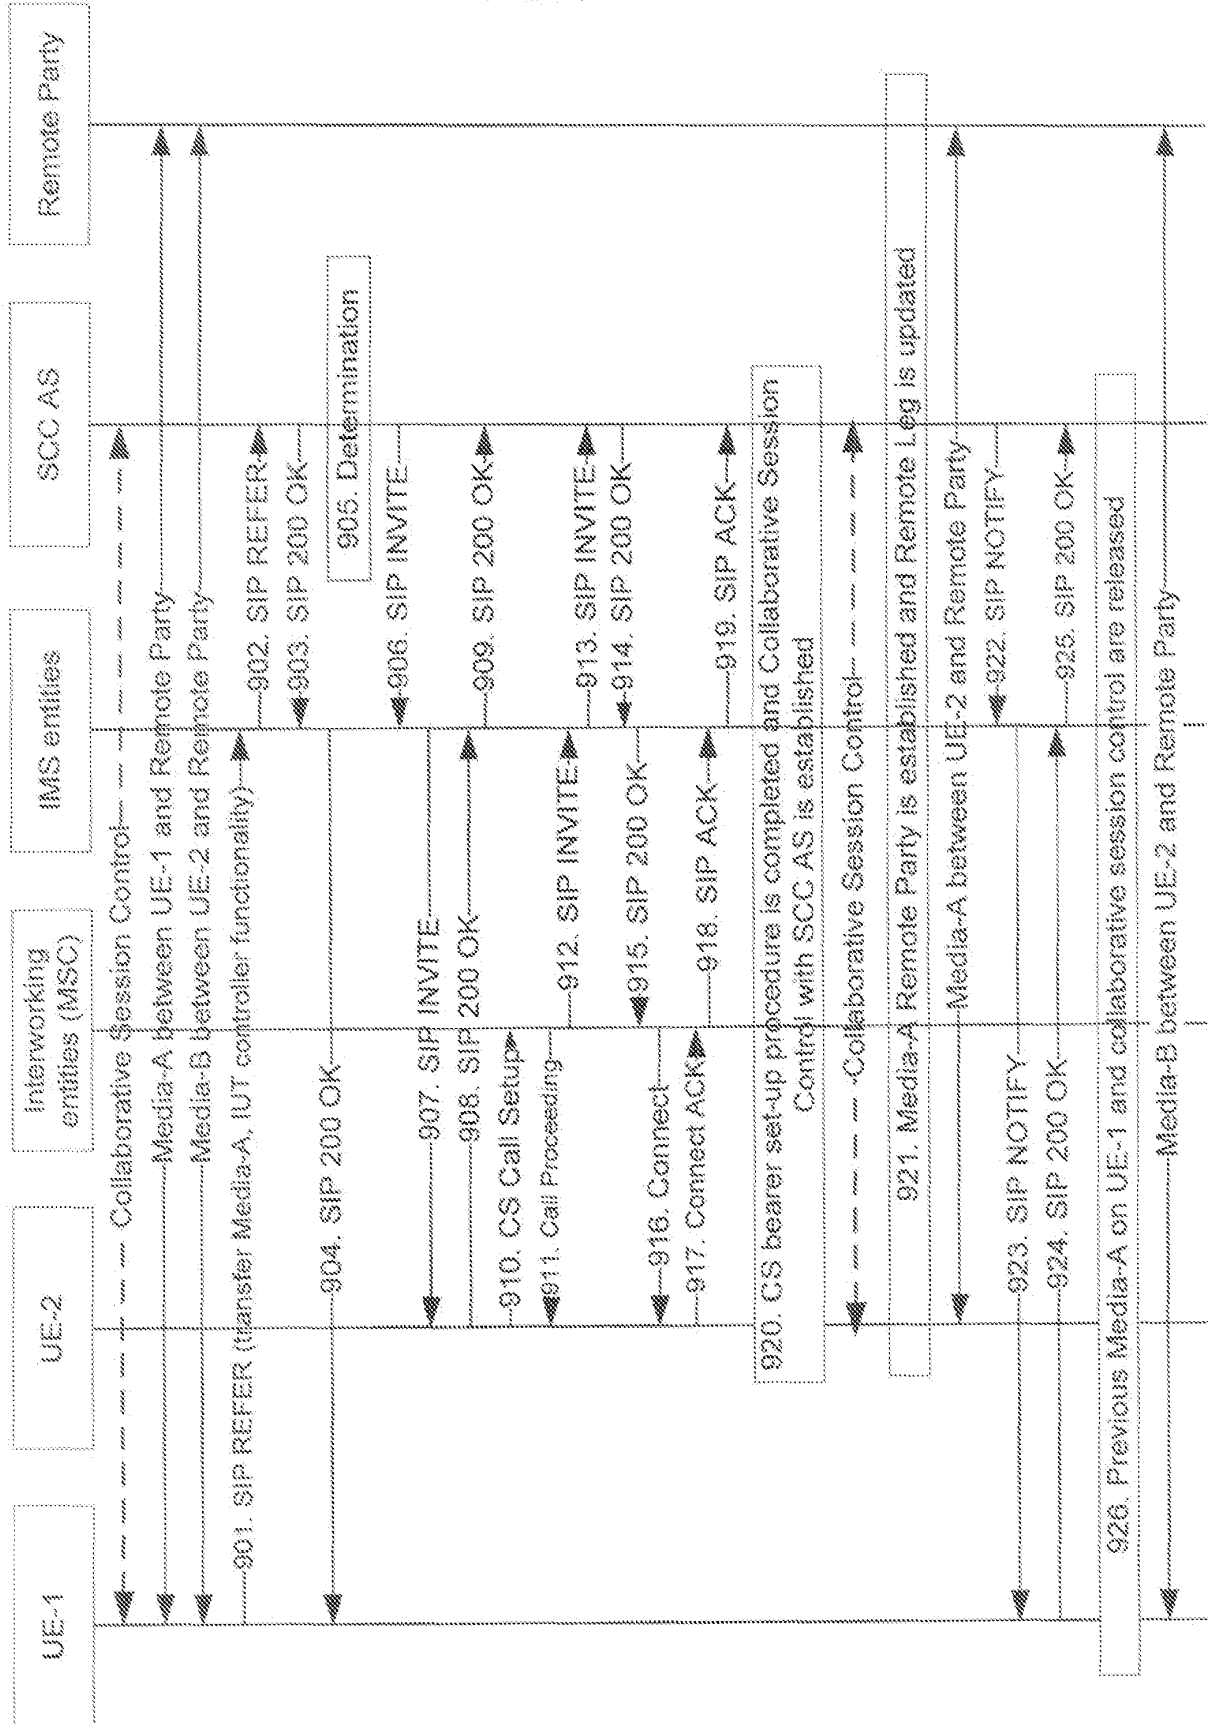 UE-1
UE-2
Interworking
entities (MSC)
IMS entities
SCC AS
Remote Party
Collaborative Session Control
Media-A between UE-1 and Remote Party
Media-B between UE-2 and Remote Party
901. SIP REFER (transfer Media-A, IUT controller functionality)
902. SIP REFER
903. SIP 200 OK
904. SIP 200 OK
905. Determination
906. SIP INVITE
907. SIP INVITE
908. SIP 200 OK
909. SIP 200 OK
910. CS Call Setup
911. Call Proceeding
912. SIP INVITE
913. SIP INVITE
914. SIP 200 OK
915. SIP 200 OK
916. Connect
917. Connect ACK
918. SIP ACK
919. SIP ACK
920. CS bearer set-up procedure is completed and Collaborative Session
Control with SCC AS is established
Collaborative Session Control
921. Media-A Remote Party is established and Remote Leg is updated
Media-A between UE-2 and Remote Party
922. SIP NOTIFY
923. SIP NOTIFY
924. SIP 200 OK
925. SIP 200 OK
926. Previous Media-A on UE-1 and collaborative session control are released
Media-B between UE-2 and Remote Party